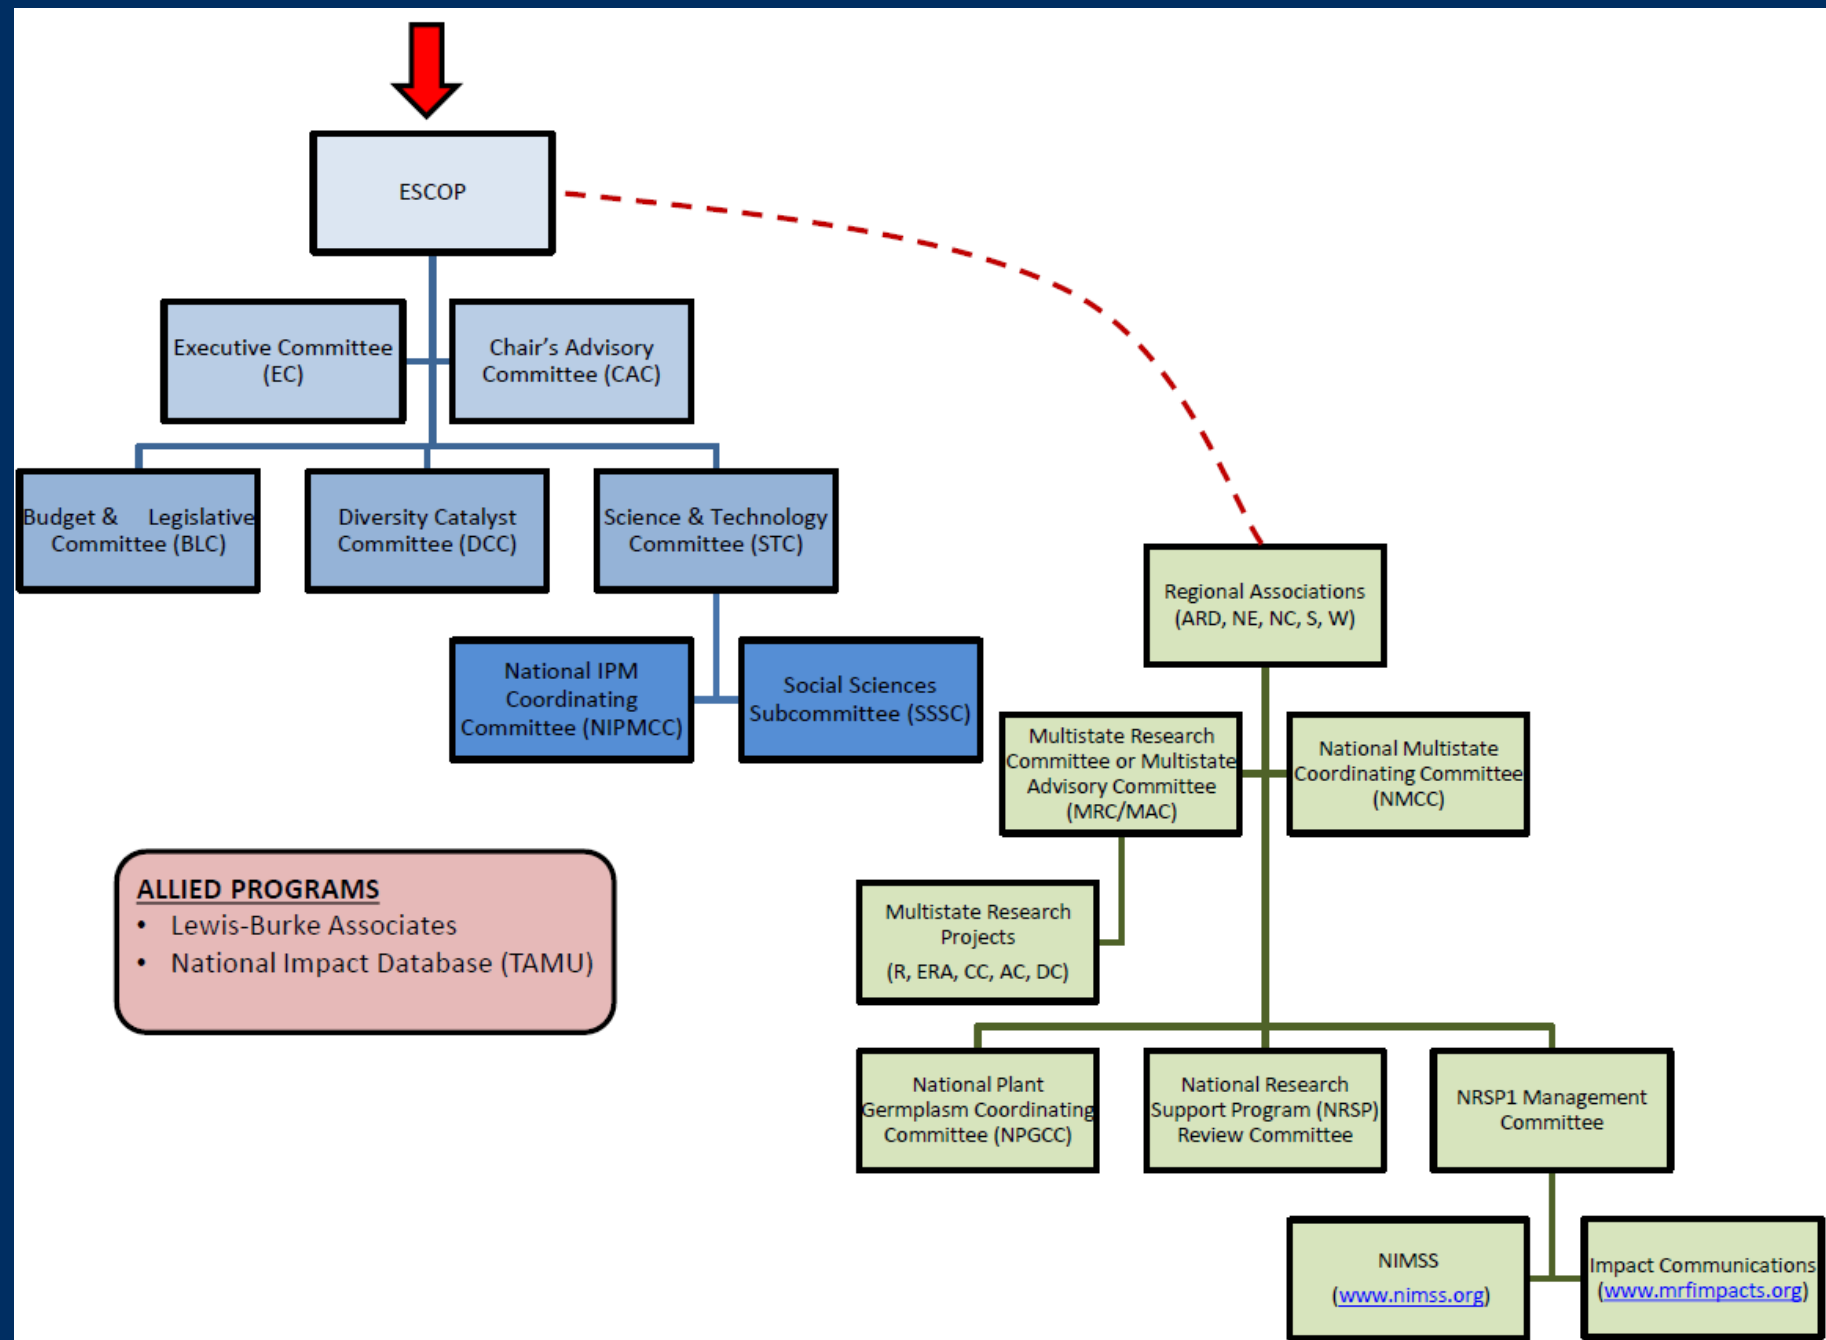 ESCOP
Executive Committee
(EC)
Chair's Advisory
Committee (CAC)
Budget & Legislative
Committee (BLC)
Diversity Catalyst
Committee (DCC)
Science & Technology
Committee (STC)
National IPM
Coordinating
Committee (NIPMCC)
Social Sciences
Subcommittee (SSSC)
Regional Associations
(ARD, NE, NC, S, W)
Multistate Research
Committee or Multistate
Advisory Committee
(MRC/MAC)
National Multistate
Coordinating Committee
(NMCC)
Multistate Research
Projects
(R, ERA, CC, AC, DC)
National Plant
Germplasm Coordinating
Committee (NPGCC)
National Research
Support Program (NRSP)
Review Committee
NRSP1 Management
Committee
NIMSS
(www.nimss.org)
Impact Communications
(www.mrfimpacts.org)
ALLIED PROGRAMS
• Lewis-Burke Associates
• National Impact Database (TAMU)